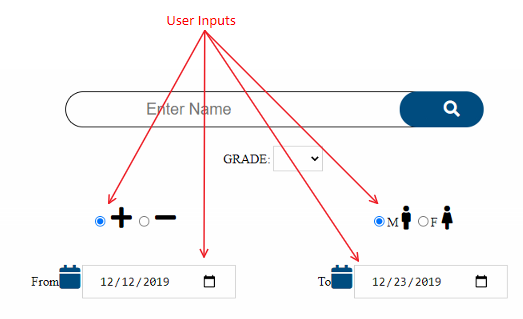 User Inputs
Enter Name
GRADE:
M F
From 12/12/2019 To 12/23/2019